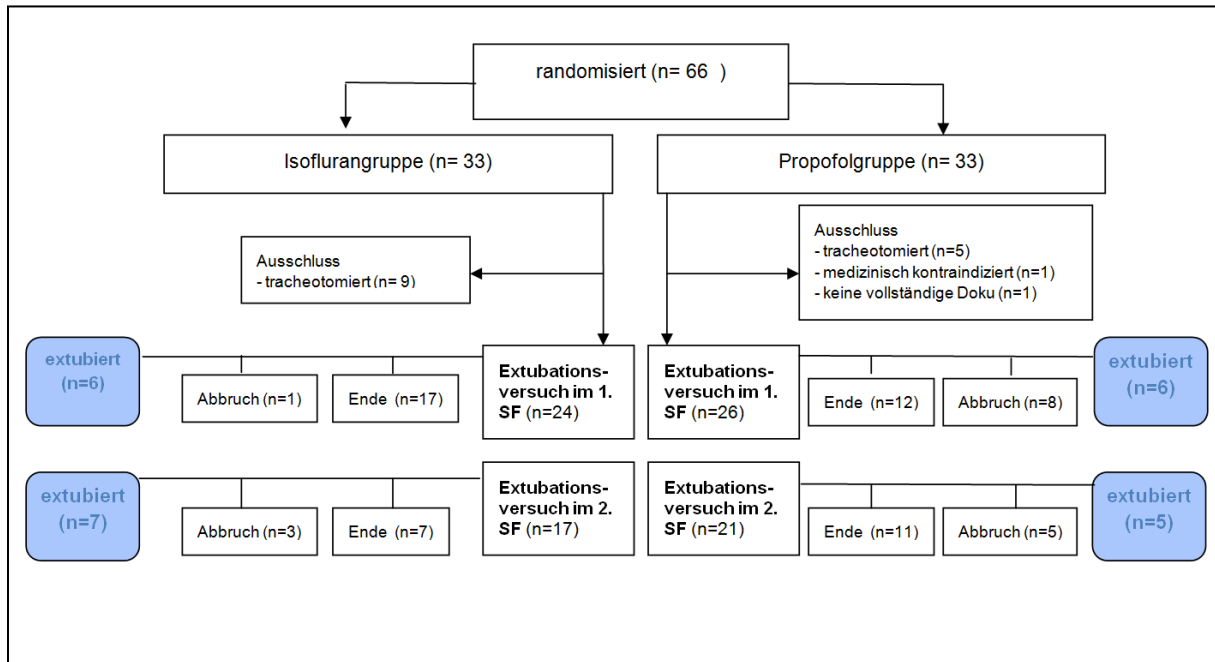 randomisiert (n= 66 )
Isoflurangruppe (n= 33)
Propofolgruppe (n= 33)
Ausschluss
- tracheotomiert (n= 9)
Ausschluss
- tracheotomiert (n=5)
- medizinisch kontraindiziert (n=1)
- keine vollständige Doku (n=1)
extubiert
(n=6)
Abbruch (n=1)
Ende (n=17)
Extubations-
versuch im 1.
SF (n=24)
Extubations-
versuch im 1.
SF (n=26)
Ende (n=12)
Abbruch (n=8)
extubiert
(n=6)
extubiert
(n=7)
Abbruch (n=3)
Ende (n=7)
Extubations-
versuch im 2.
SF (n=17)
Extubations-
versuch im 2.
SF (n=21)
Ende (n=11)
Abbruch (n=5)
extubiert
(n=5)